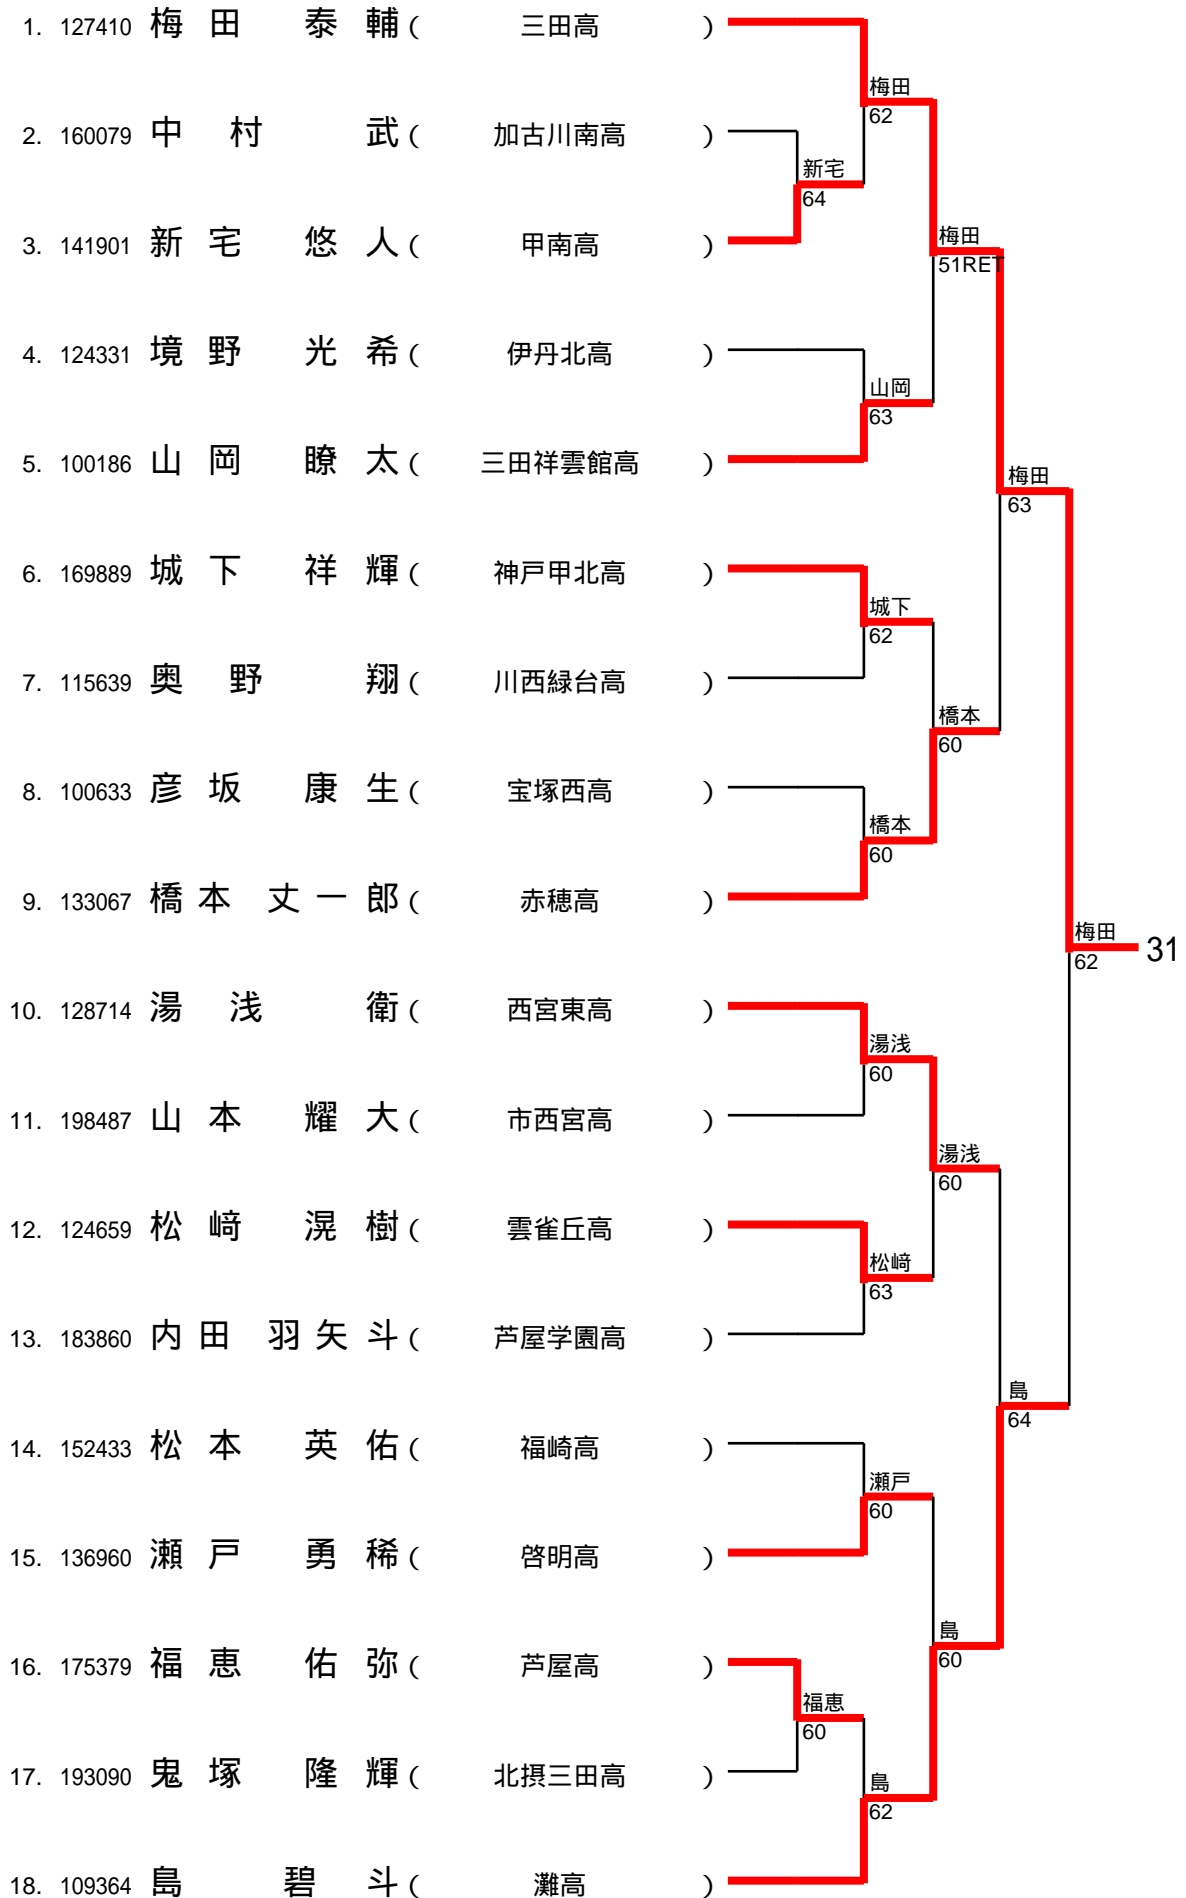 1. 127410 梅田 泰輔 ( 三田高 )
梅田
62
2. 160079 中村 武 ( 加古川南高 )
新宅
64
3. 141901 新宅 悠人 ( 甲南高 )
梅田
51RET
4. 124331 境野 光希 ( 伊丹北高 )
山岡
63
5. 100186 山岡 瞭太 ( 三田祥雲館高 )
梅田
63
6. 169889 城下 祥輝 ( 神戸甲北高 )
城下
62
7. 115639 奥野 翔 ( 川西緑台高 )
橋本
60
8. 100633 彦坂 康生 ( 宝塚西高 )
橋本
60
9. 133067 橋本 丈一郎 ( 赤穂高 )
梅田
62
31
10. 128714 湯浅 衛 ( 西宮東高 )
湯浅
60
11. 198487 山本 耀大 ( 市西宮高 )
湯浅
60
12. 124659 松﨑 滉樹 ( 雲雀丘高 )
松﨑
63
13. 183860 内田 羽矢斗 ( 芦屋学園高 )
島
64
14. 152433 松本 英佑 ( 福崎高 )
瀬戸
60
15. 136960 瀬戸 勇稀 ( 啓明高 )
島
60
16. 175379 福恵 佑弥 ( 芦屋高 )
福恵
60
17. 193090 鬼塚 隆輝 ( 北摂三田高 )
島
62
18. 109364 島 碧斗 ( 灘高 )